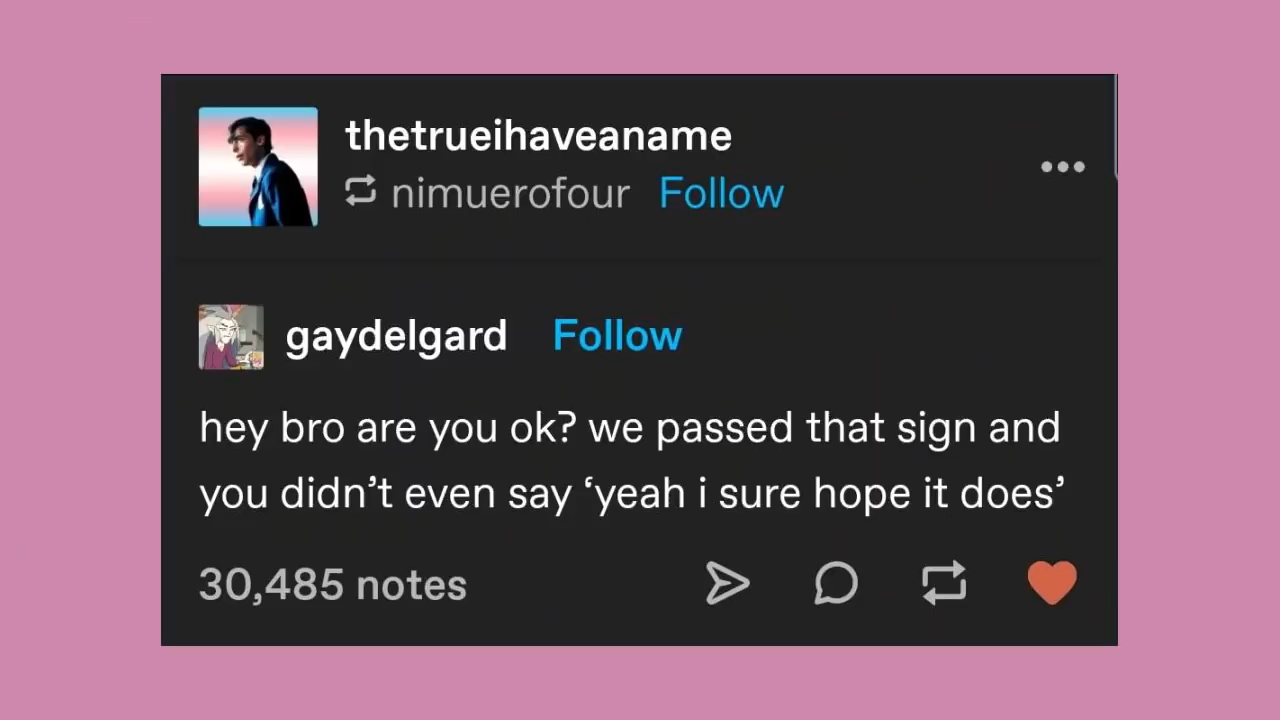 thetrueihaveaname
nimuerofour Follow
gaydelgard Follow
hey bro are you ok? we passed that sign and
you didn’t even say ‘yeah i sure hope it does’
30,485 notes